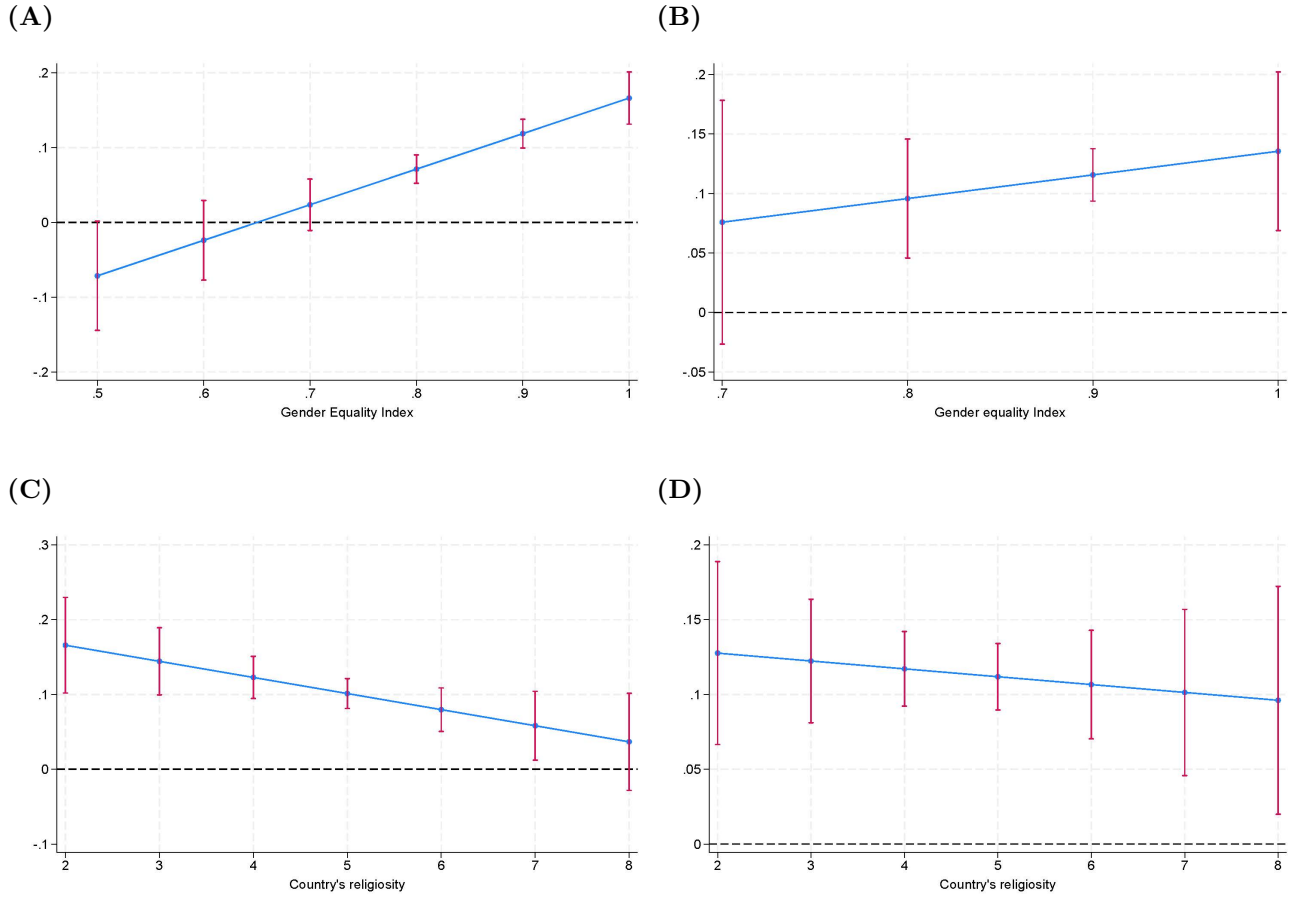 (A)
.2
.1
0
-.1
-.2
.5 .6 .7 .8 .9 1
Gender Equality Index
(B)
.2
.15
.1
.05
0
-.05
.7 .8 .9 1
Gender equality Index
(C)
.3
.2
.1
0
-.1
2 3 4 5 6 7 8
Country's religiosity
(D)
.2
.15
.1
.05
0
2 3 4 5 6 7 8
Country's religiosity